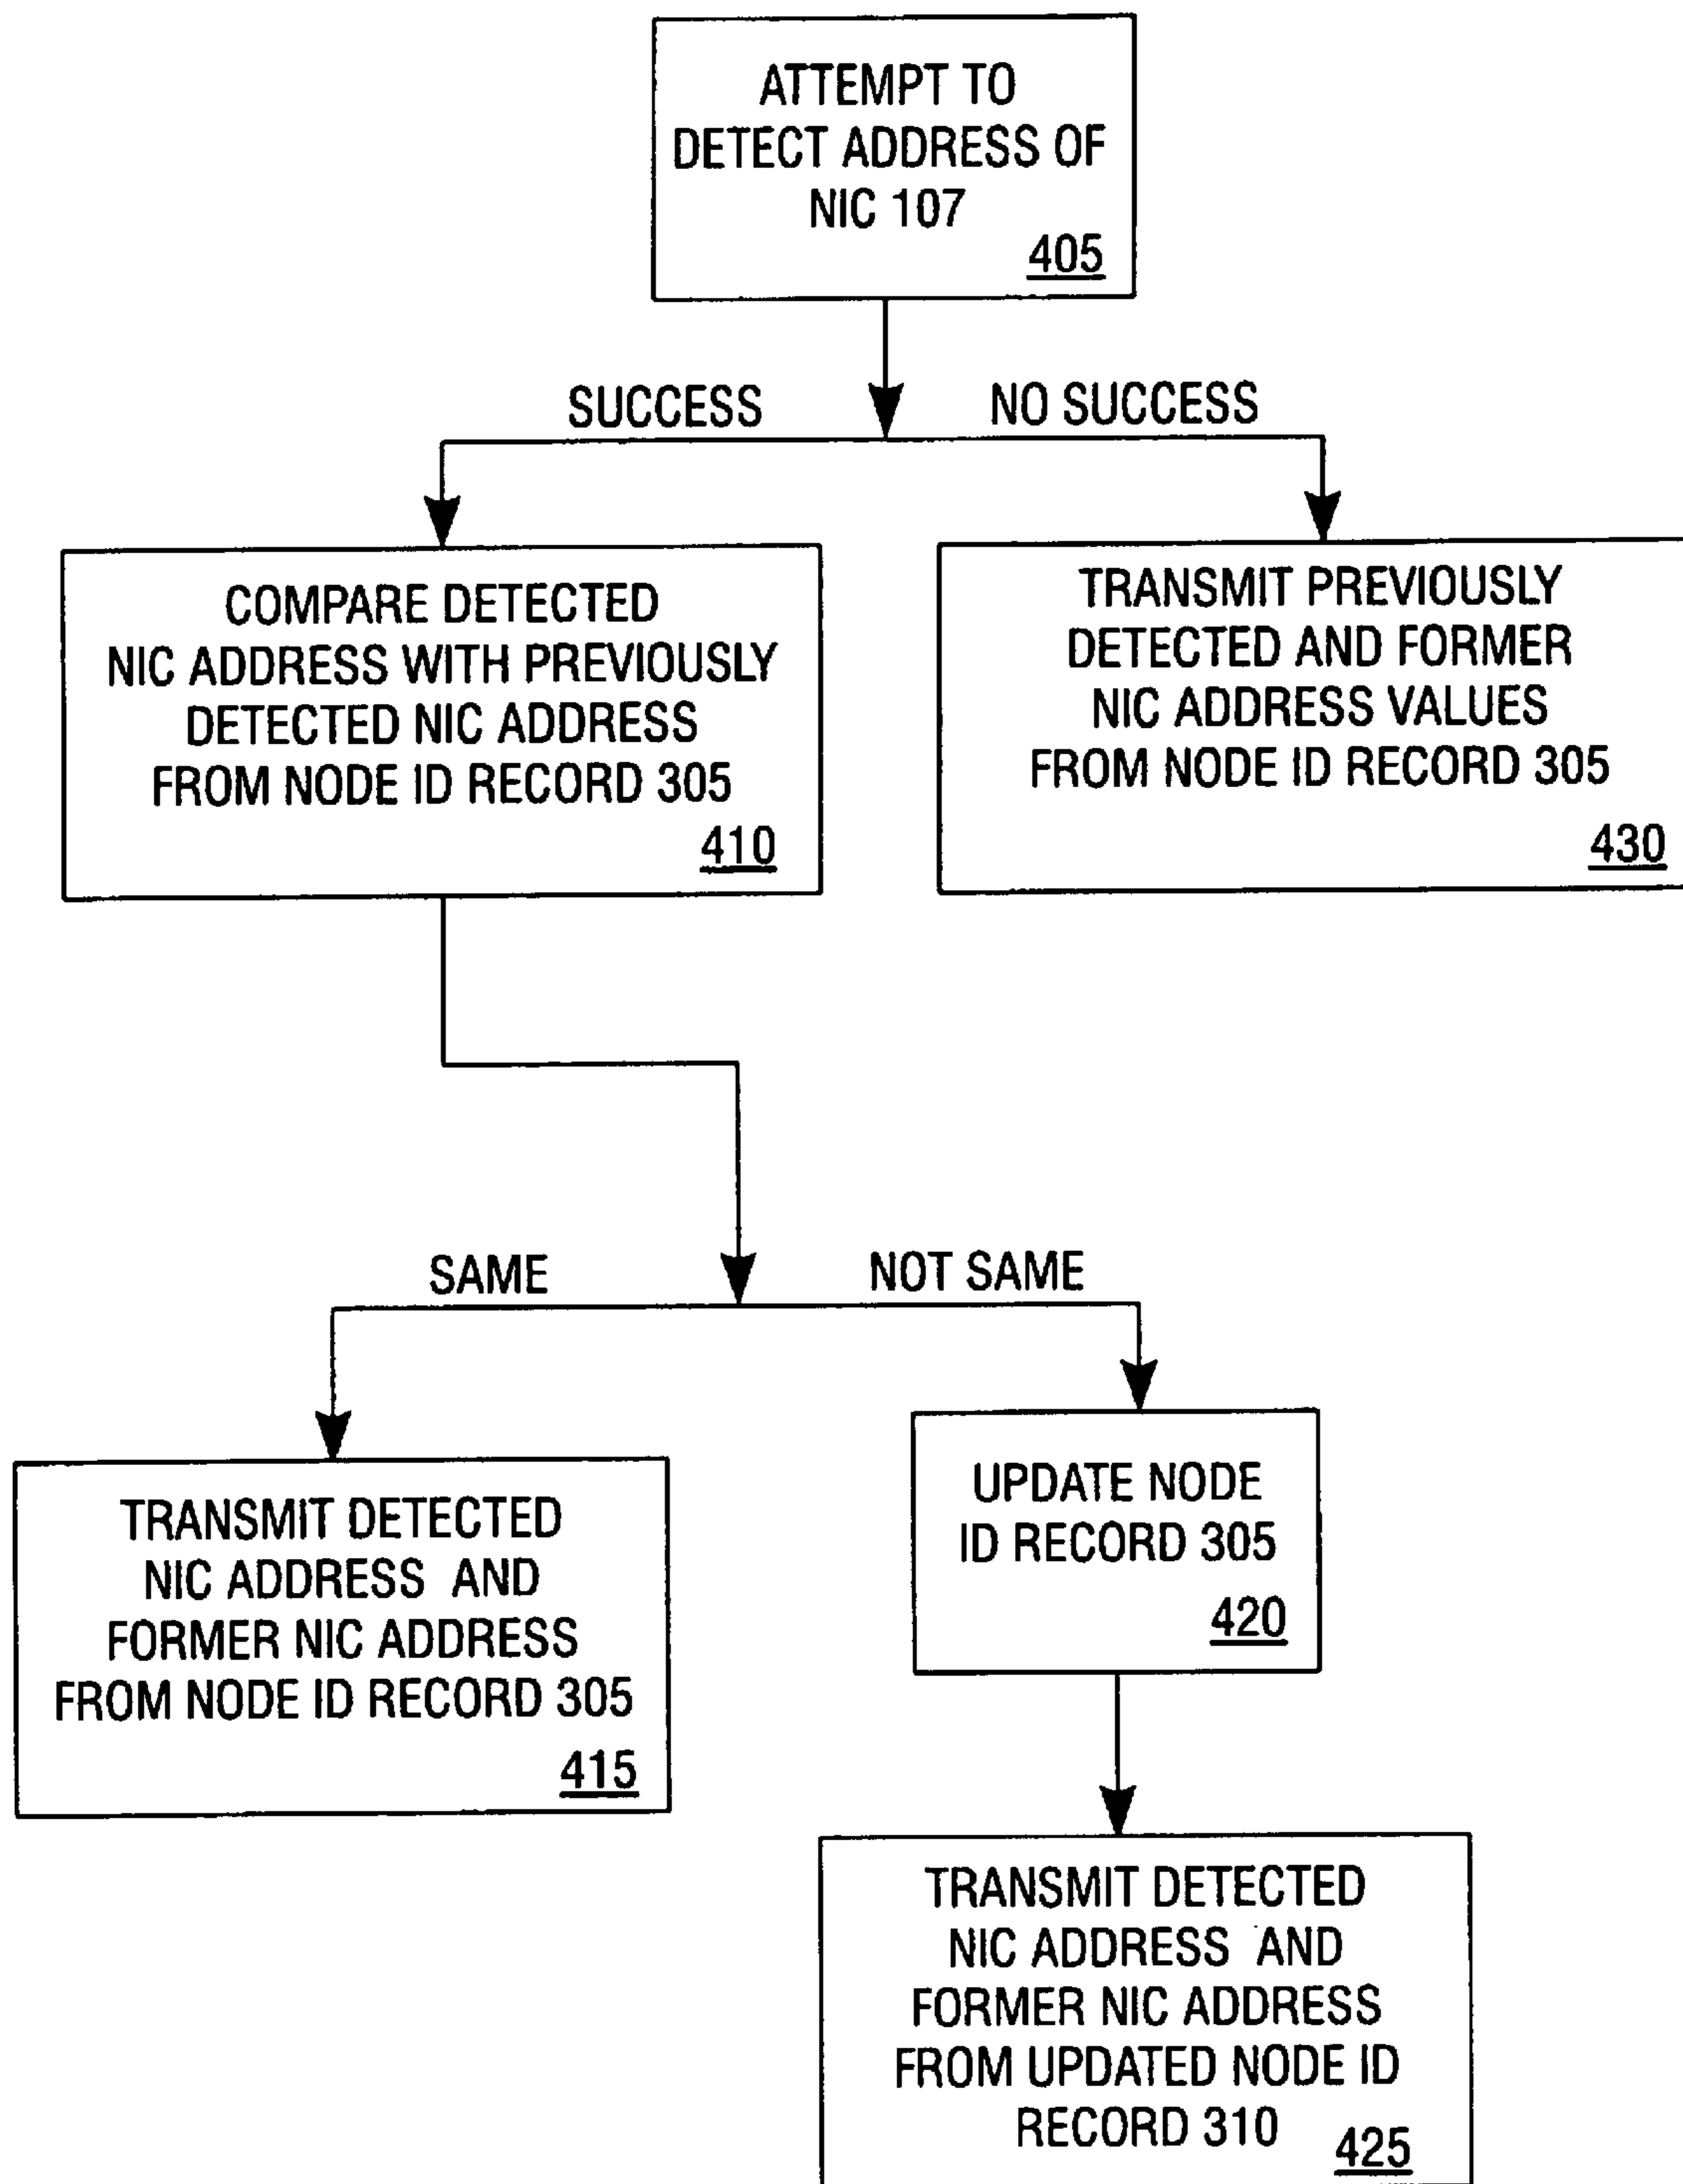 ATTEMPT TO
DETECT ADDRESS OF
NIC 107
405
SUCCESS
NO SUCCESS
COMPARE DETECTED
NIC ADDRESS WITH PREVIOUSLY
DETECTED NIC ADDRESS
FROM NODE ID RECORD 305
410
TRANSMIT PREVIOUSLY
DETECTED AND FORMER
NIC ADDRESS VALUES
FROM NODE ID RECORD 305
430
SAME
NOT SAME
TRANSMIT DETECTED
NIC ADDRESS AND
FORMER NIC ADDRESS
FROM NODE ID RECORD 305
415
UPDATE NODE
ID RECORD 305
420
TRANSMIT DETECTED
NIC ADDRESS AND
FORMER NIC ADDRESS
FROM UPDATED NODE ID
RECORD 310
425